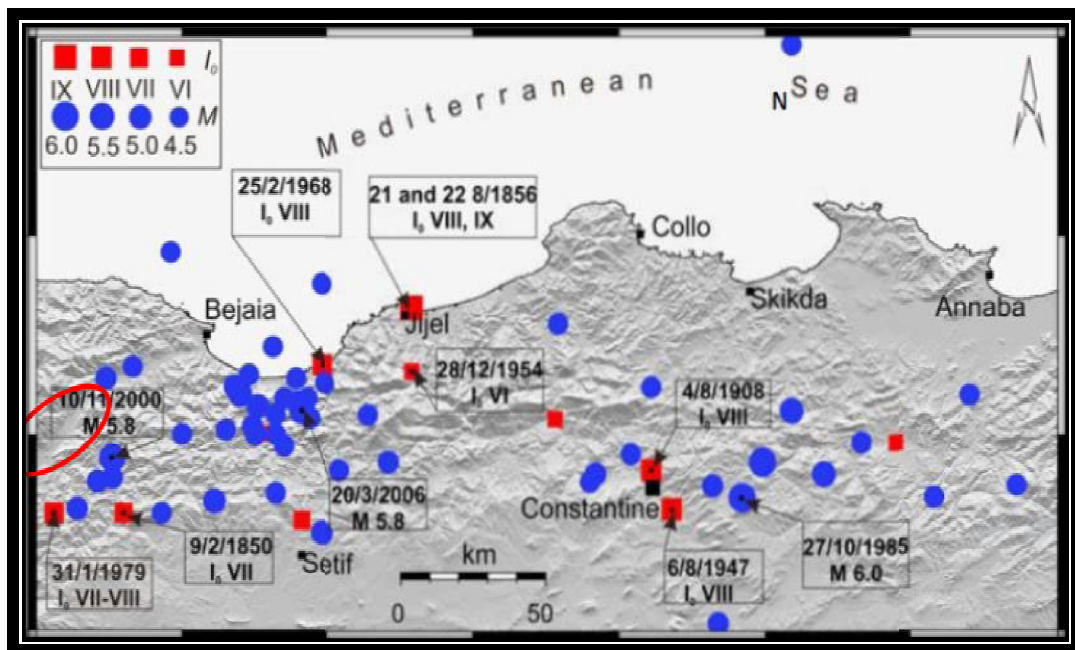 I₀
IX VIII VII VI
M
6.0 5.5 5.0 4.5
Mediterranean
N Sea
25/2/1968
I₀ VIII
21 and 22 8/1856
I₀ VIII, IX
Collo
Skikda
Annaba
Bejaia
Jijel
28/12/1954
I₀ VI
4/8/1908
I₀ VIII
10/11/2000
M 5.8
Constantine
20/3/2006
M 5.8
9/2/1850
I₀ VII
Setif
31/1/1979
I₀ VII-VIII
km
0 50
6/8/1947
I₀ VIII
27/10/1985
M 6.0